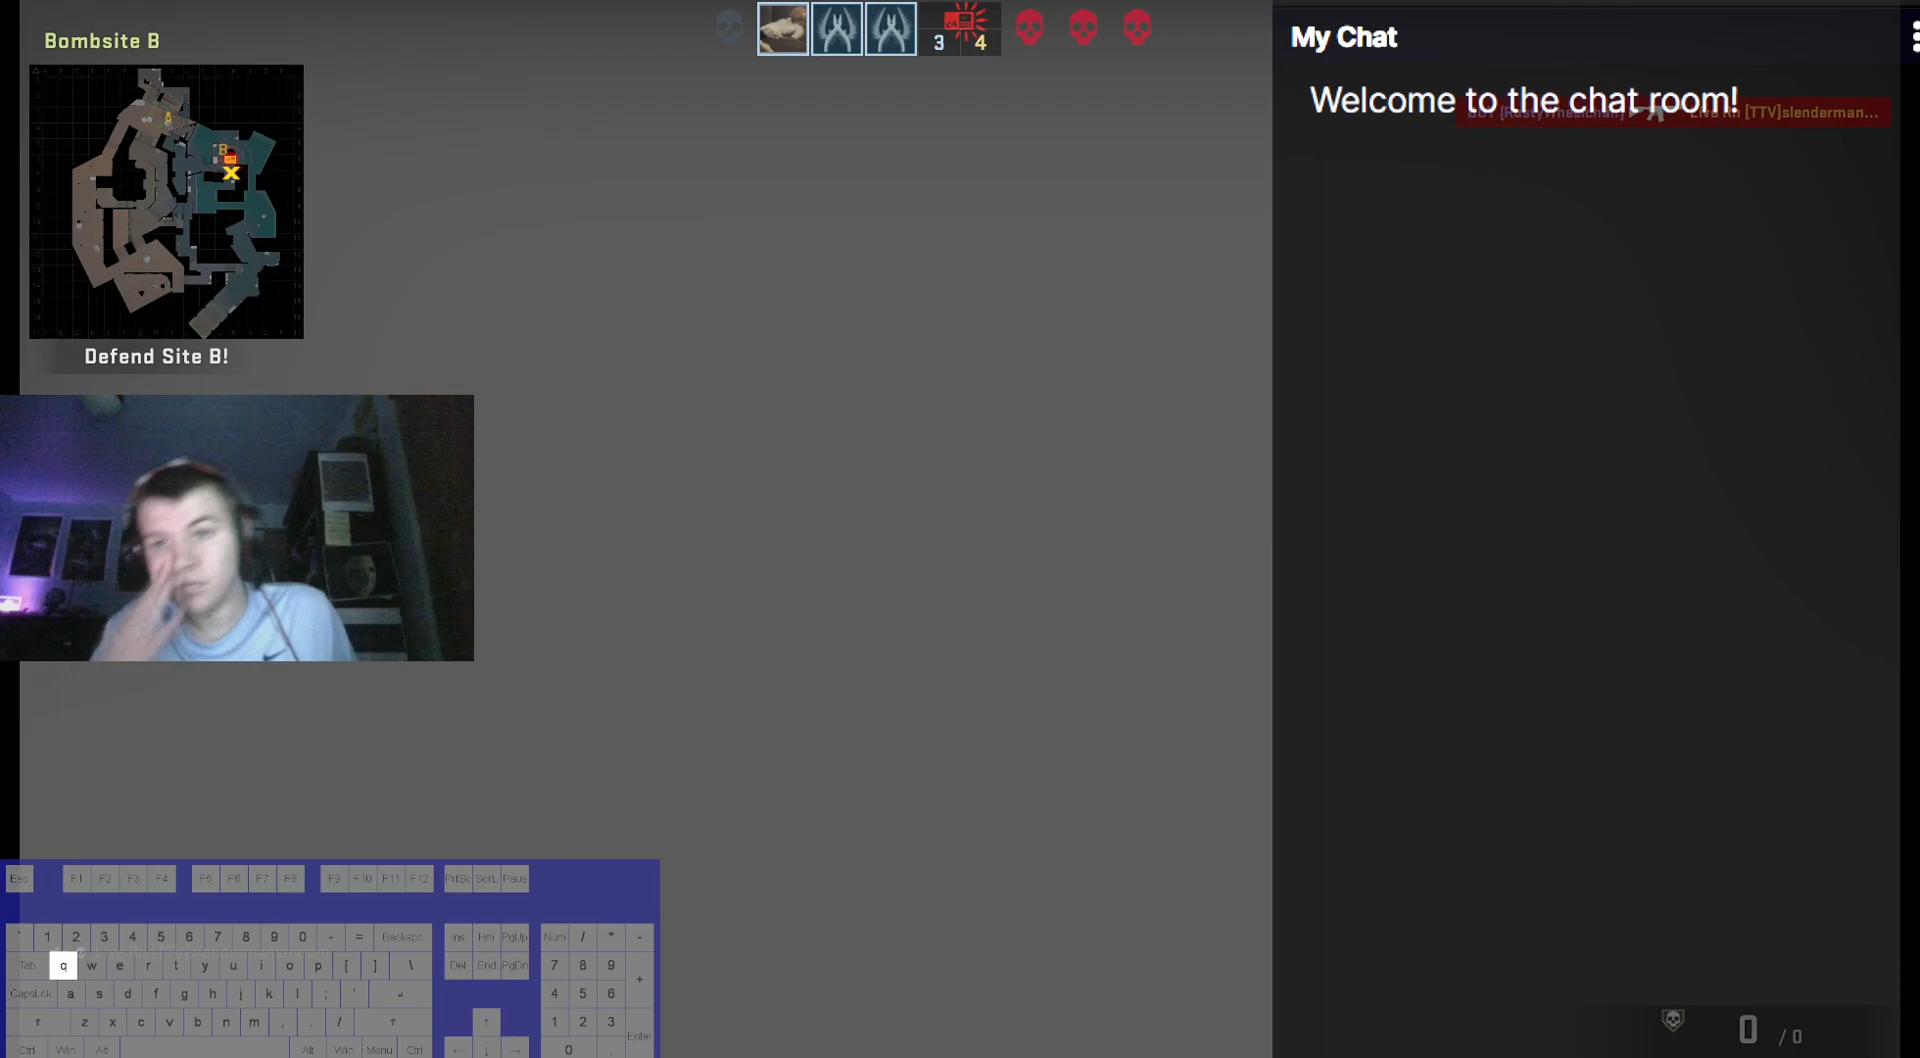 Bombsite B
3 4
My Chat
Welcome to the chat room!
[TTV]slenderman...
A
B
Defend Site B!
Esc F1 F2 F3 F4 F5 F6 F7 F8 F9 F10 F11 F12 PrtSc ScrL Paus
` 1 2 3 4 5 6 7 8 9 0 - = Backspc Ins Hm PgUp Num / * -
Tab q w e r t y u i o p [ ] \ Del End PgDn 7 8 9 +
CapsLck a s d f g h j k l ; ' ↵ 4 5 6
⇧ z x c v b n m , . / ⇧ ↑ 1 2 3 Enter
Ctrl Win Alt Alt Win Menu Ctrl ← ↓ → 0 .
0 / 0